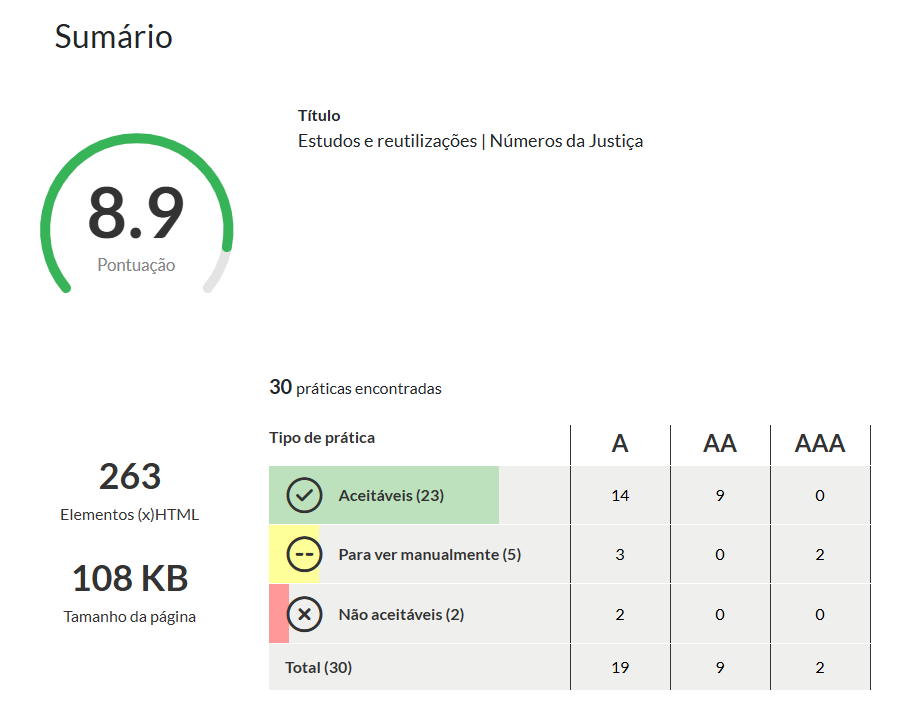 Sumário
8.9
Pontuação
Título
Estudos e reutilizações | Números da Justiça
263
Elementos (x)HTML
108 KB
Tamanho da página
30 práticas encontradas
Tipo de prática A AA AAA
Aceitáveis (23) 14 9 0
Para ver manualmente (5) 3 0 2
Não aceitáveis (2) 2 0 0
Total (30) 19 9 2